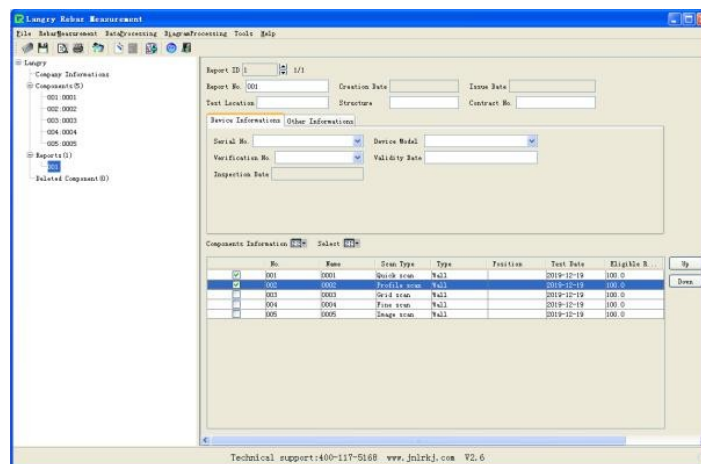 Langry Rebar Measurement
File RebarMeasurement DataProcessing DiagramProcessing Tools Help
Langry
Company Informations
Components(5)
001:0001
002:0002
003:0003
004:0004
005:0005
Reports(1)
001
Deleted Component(0)
Report ID 1 1/1
Report No. 001 Creation Date Issue Date
Test Location Structure Contract No.
Device Informations Other Informations
Serial No. Device Model
Verification No. Validity Date
Inspection Date
Components Information Select
No. Name Scan Type Type Position Test Date Eligible R...
001 0001 Quick scan Wall 2019-12-19 100.0
002 0002 Profile scan Wall 2019-12-19 100.0
003 0003 Grid scan Wall 2019-12-19 100.0
004 0004 Fine scan Wall 2019-12-19 100.0
005 0005 Image scan Wall 2019-12-19 100.0
Up
Down
Technical support:400-117-5168 www.jnlrkj.com V2.6